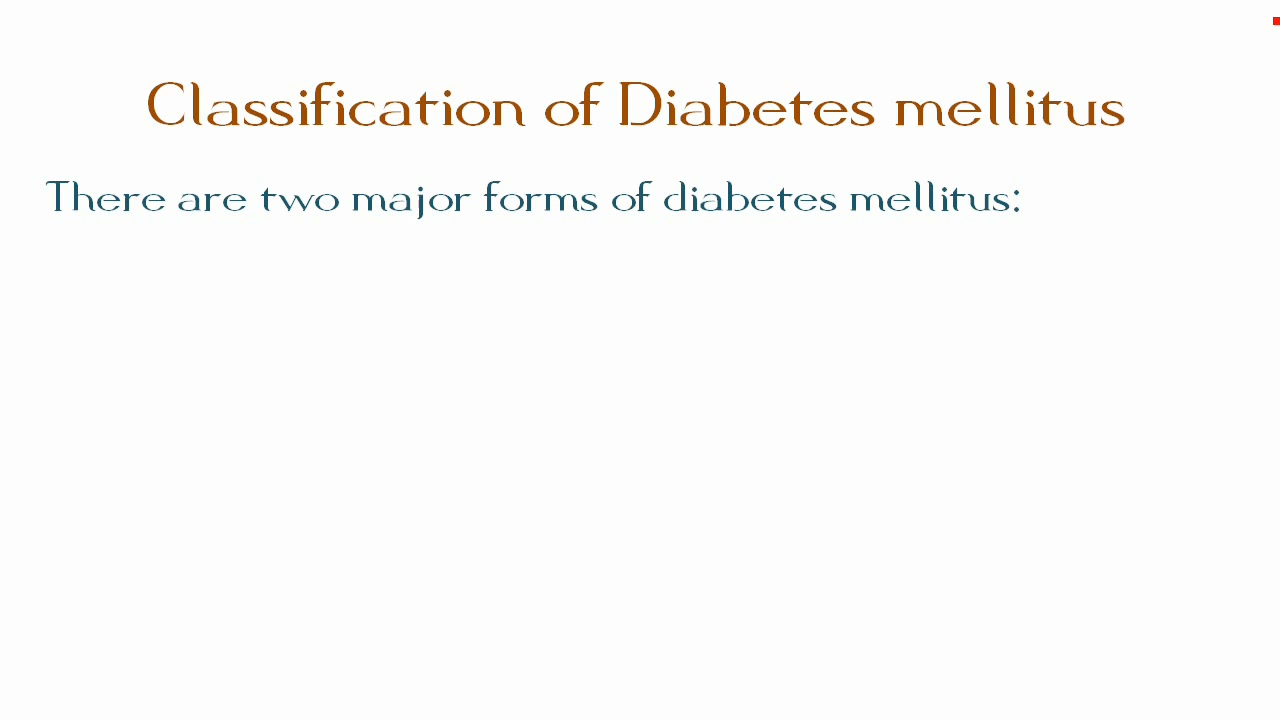 Classification of Diabetes mellitus
There are two major forms of diabetes mellitus: